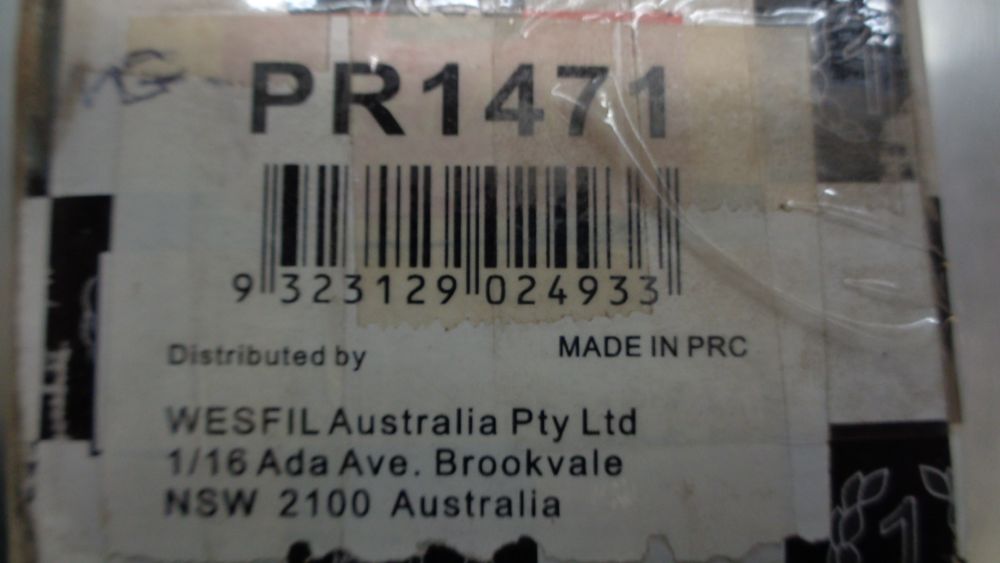 PR1471
9 323129 024933
Distributed by MADE IN PRC
WESFIL Australia Pty Ltd
1/16 Ada Ave. Brookvale
NSW 2100 Australia
1